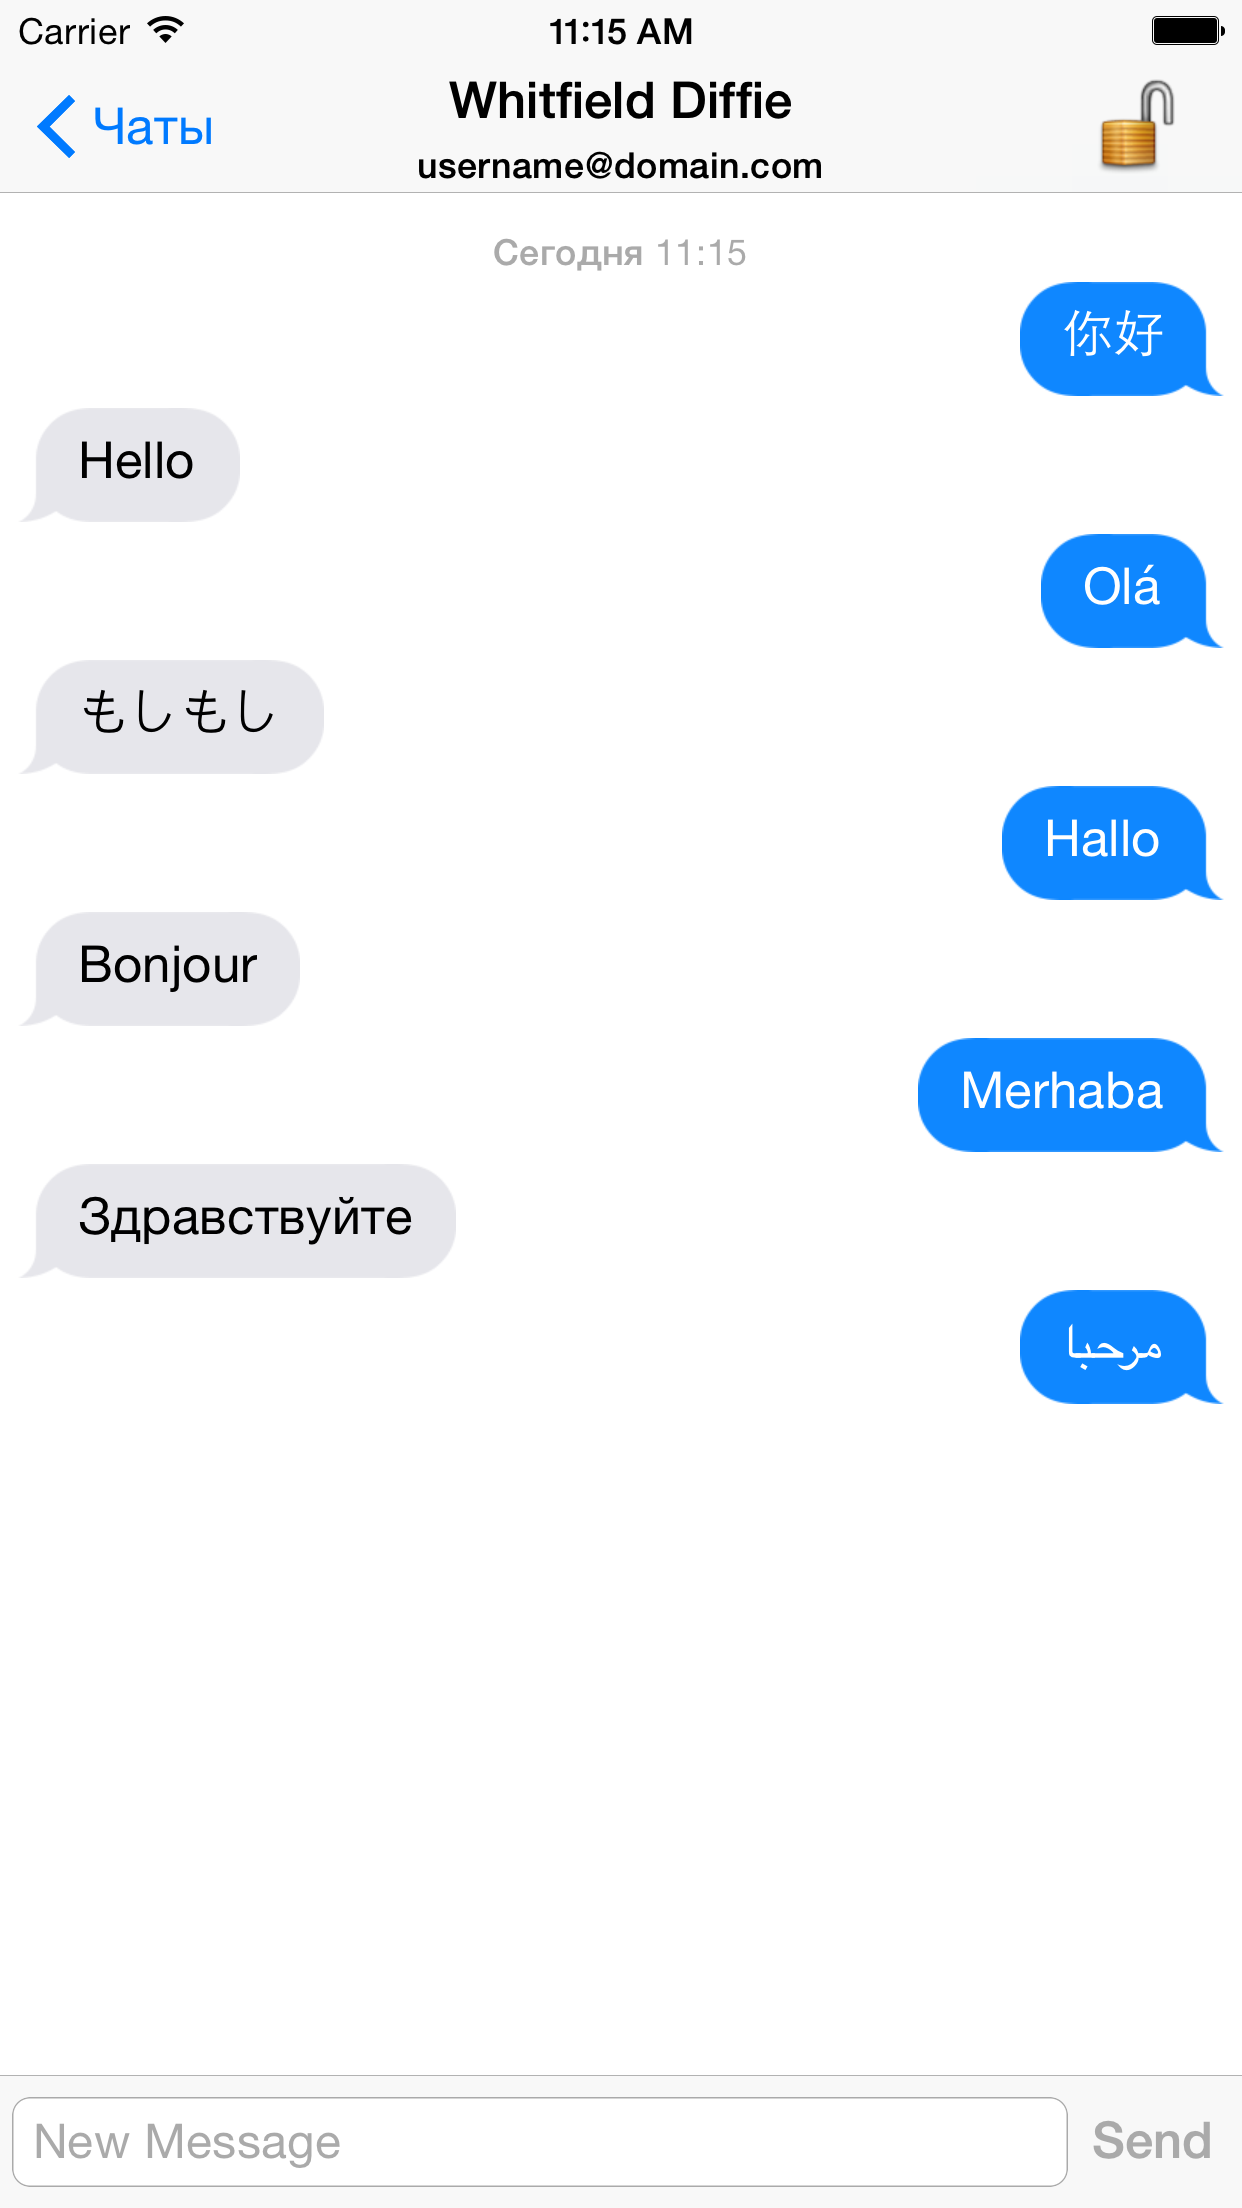 Carrier 11:15 AM
Чаты
Whitfield Diffie
username@domain.com
Сегодня 11:15
你好
Hello
Olá
もしもし
Hallo
Bonjour
Merhaba
Здравствуйте
مرحبا
New Message Send